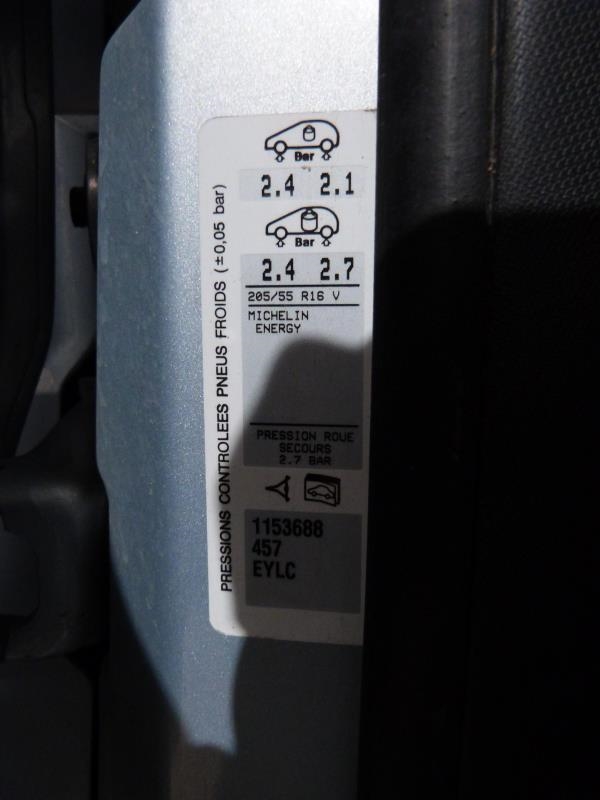 PRESSIONS CONTROLEES PNEUS FROIDS (±0,05 bar)
Bar
2.4 2.1
Bar
2.4 2.7
205/55 R16 V
MICHELIN
ENERGY
PRESSION ROUE
SECOURS
2.7 BAR
1153688
457
EYLC